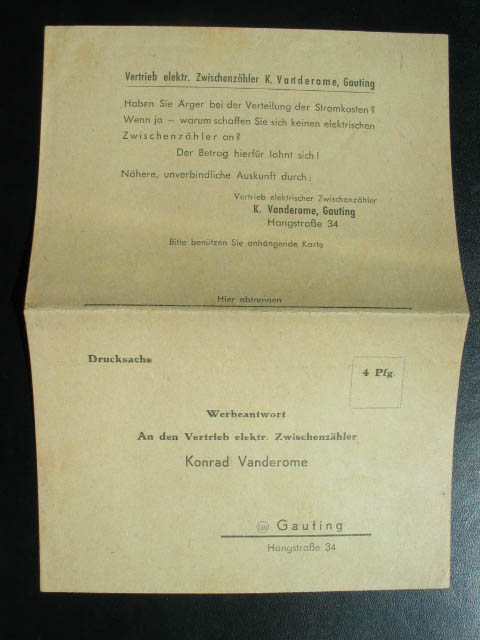 Vertrieb elektr. Zwischenzähler K. Vanderome, Gauting
Haben Sie Ärger bei der Verteilung der Stromkosten?
Wenn ja – warum schaffen Sie sich keinen elektrischen
Zwischenzähler an?
Der Betrag hierfür lohnt sich!
Nähere, unverbindliche Auskunft durch:
Vertrieb elektrischer Zwischenzähler
K. Vanderome, Gauting
Hangstraße 34
Bitte benützen Sie anhängende Karte
Hier abtrennen
Drucksache
4 Pfg.
Werbeantwort
An den Vertrieb elektr. Zwischenzähler
Konrad Vanderome
Gauting
Hangstraße 34